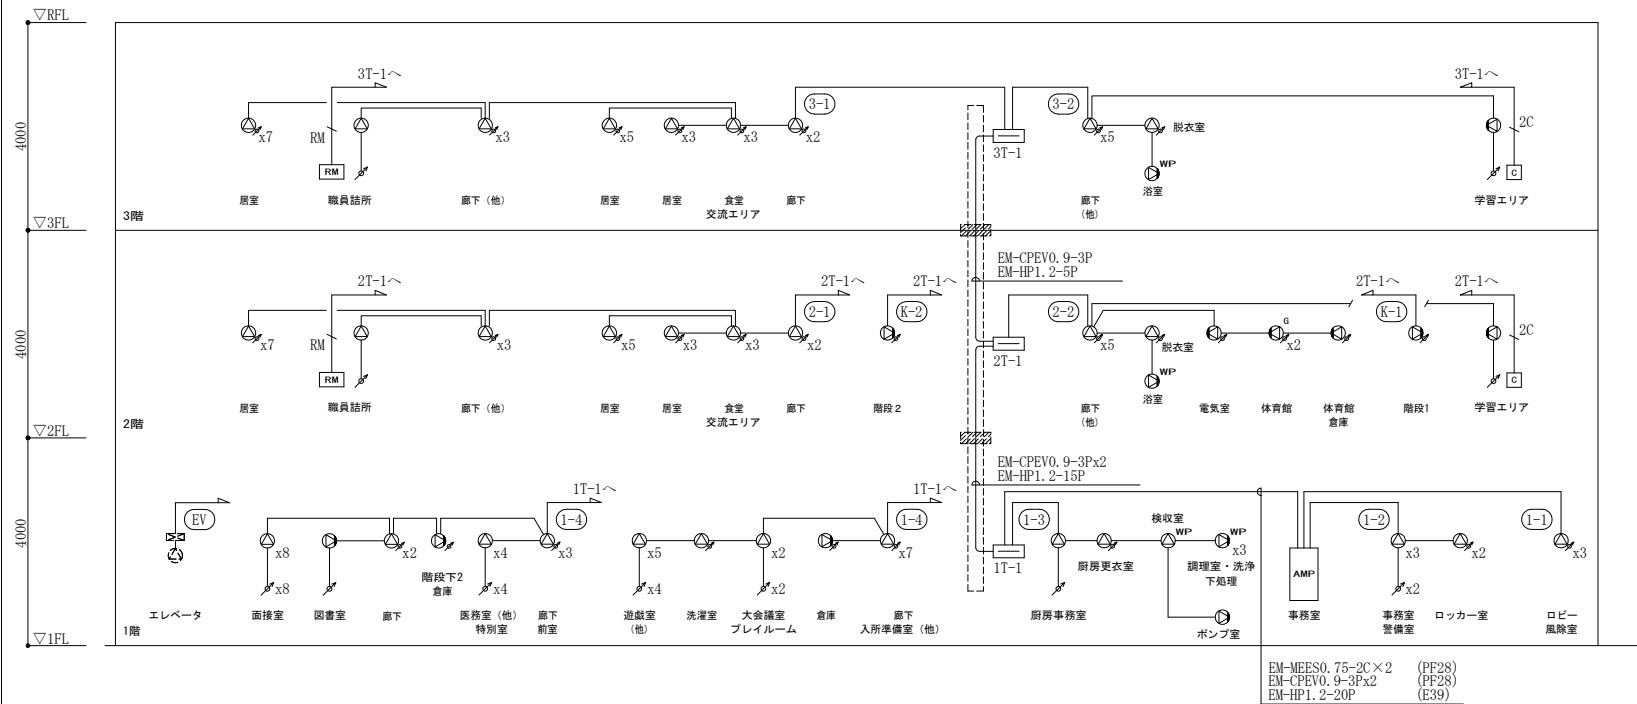 ▽RFL
4000
3T-1へ
3-1
3-2
3T-1へ
x7
RM
RM
x3
x5
x3
x3
x2
3T-1
x5
脱衣室
WP
浴室
2C
C
居室
職員詰所
廊下（他）
居室
居室
食堂
交流エリア
廊下
廊下
(他)
学習エリア
3階
▽3FL
EM-CPEV0.9-3P
EM-HP1.2-5P
4000
2T-1へ
2T-1へ
2T-1へ
2T-1へ
2T-1へ
2-1
K-2
2-2
K-1
x7
RM
RM
x3
x5
x3
x3
x2
2T-1
x5
脱衣室
WP
浴室
G
x2
2C
C
居室
職員詰所
廊下（他）
居室
居室
食堂
交流エリア
廊下
階段２
廊下
(他)
電気室
体育館
体育館
倉庫
階段1
学習エリア
2階
▽2FL
EM-CPEV0.9-3Px2
EM-HP1.2-15P
4000
1T-1へ
1T-1へ
EV
1-4
1-4
1-3
検収室
1-2
1-1
x8
x2
x4
x3
x5
x2
x7
1T-1
WP
WP
x3
x3
x2
x3
階段下2
倉庫
厨房更衣室
調理室・洗浄
下処理
AMP
x8
x4
x4
x2
x2
エレベータ
面接室
図書室
廊下
医務室（他）
特別室
廊下
前室
遊戯室
(他)
洗濯室
大会議室
プレイルーム
倉庫
廊下
入所準備室（他）
厨房事務室
ポンプ室
事務室
事務室
警備室
ロッカー室
ロビー
風除室
1階
▽1FL
EM-MEES0.75-2C×2 (PF28)
EM-CPEV0.9-3Px2 (PF28)
EM-HP1.2-20P (E39)